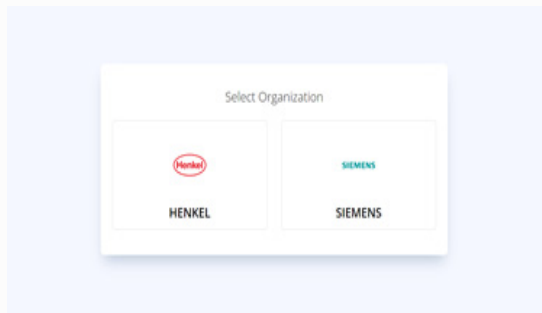 Select Organization
Henkel
SIEMENS
HENKEL
SIEMENS